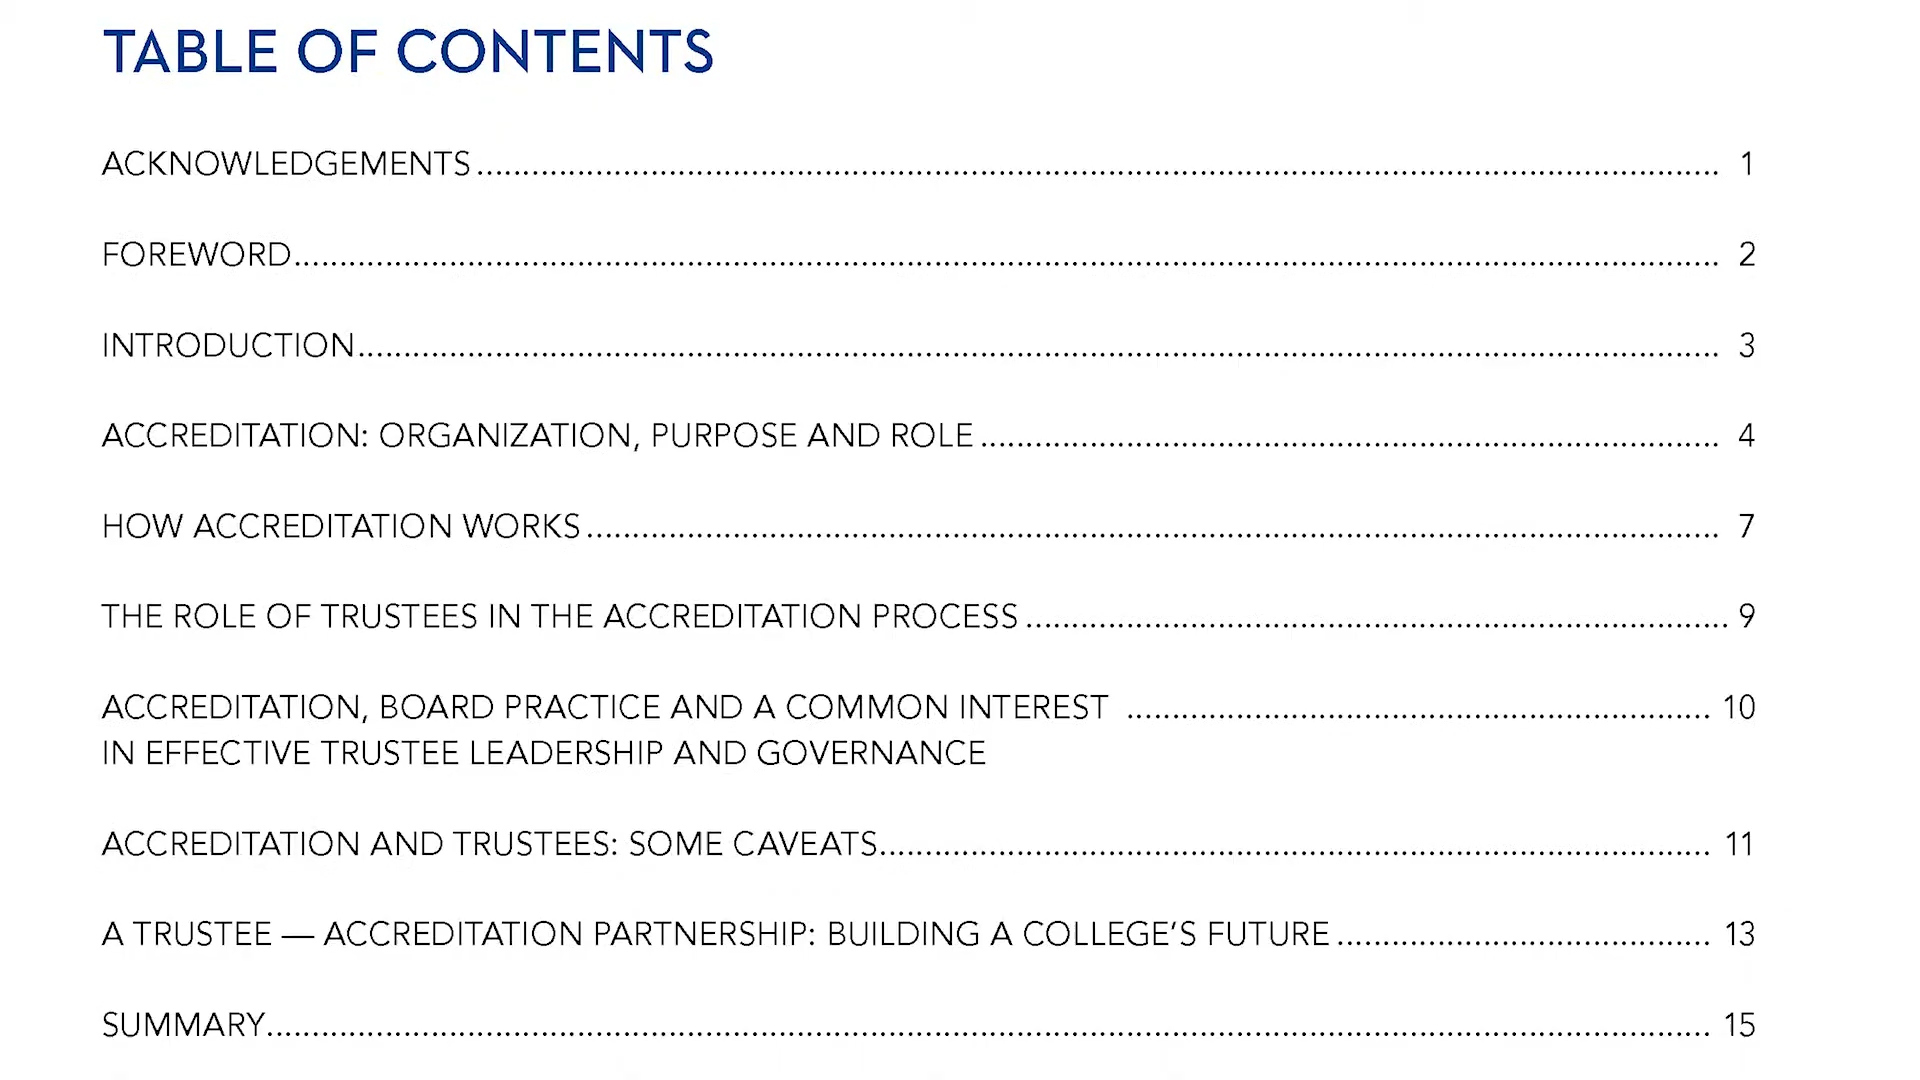 TABLE OF CONTENTS
ACKNOWLEDGEMENTS.......... 1
FOREWORD.......... 2
INTRODUCTION.......... 3
ACCREDITATION: ORGANIZATION, PURPOSE AND ROLE.......... 4
HOW ACCREDITATION WORKS.......... 7
THE ROLE OF TRUSTEES IN THE ACCREDITATION PROCESS.......... 9
ACCREDITATION, BOARD PRACTICE AND A COMMON INTEREST .......... 10
IN EFFECTIVE TRUSTEE LEADERSHIP AND GOVERNANCE
ACCREDITATION AND TRUSTEES: SOME CAVEATS.......... 11
A TRUSTEE — ACCREDITATION PARTNERSHIP: BUILDING A COLLEGE’S FUTURE.......... 13
SUMMARY.......... 15